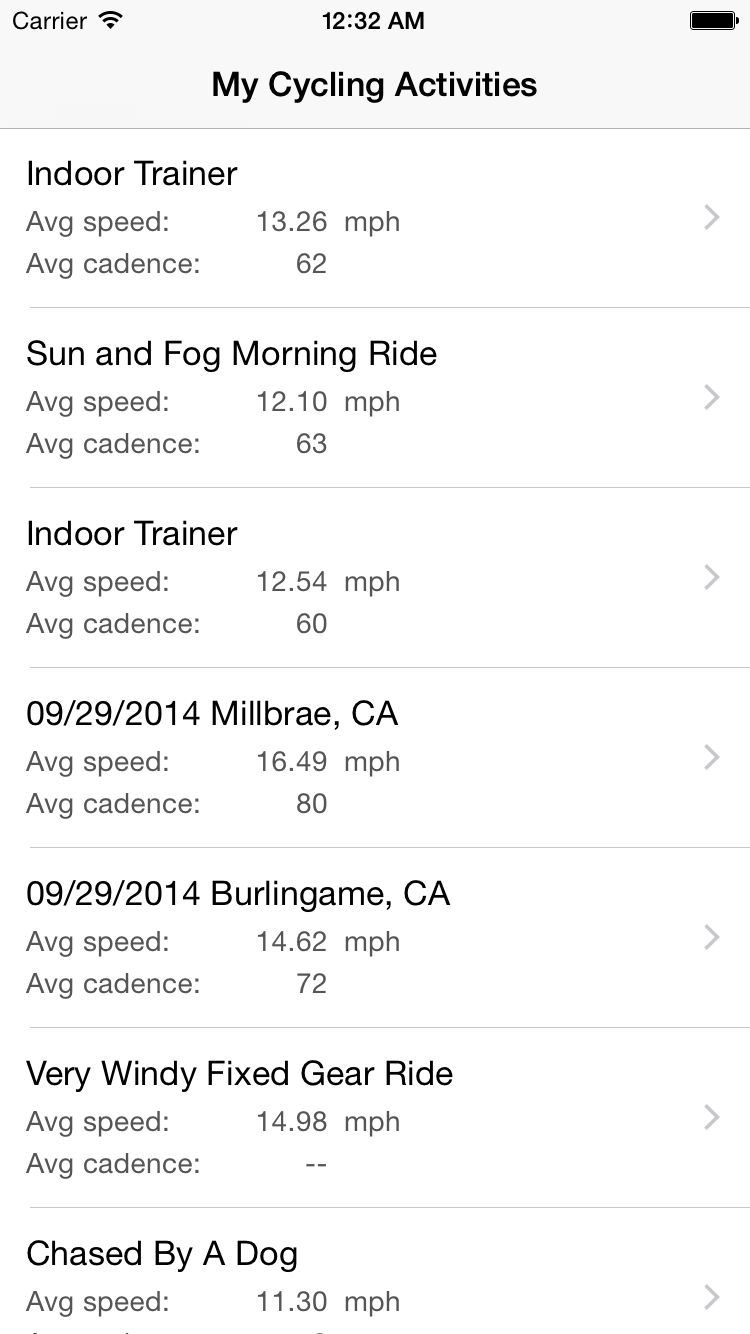 Carrier 12:32 AM
My Cycling Activities
Indoor Trainer
Avg speed: 13.26 mph
Avg cadence: 62
Sun and Fog Morning Ride
Avg speed: 12.10 mph
Avg cadence: 63
Indoor Trainer
Avg speed: 12.54 mph
Avg cadence: 60
09/29/2014 Millbrae, CA
Avg speed: 16.49 mph
Avg cadence: 80
09/29/2014 Burlingame, CA
Avg speed: 14.62 mph
Avg cadence: 72
Very Windy Fixed Gear Ride
Avg speed: 14.98 mph
Avg cadence: --
Chased By A Dog
Avg speed: 11.30 mph